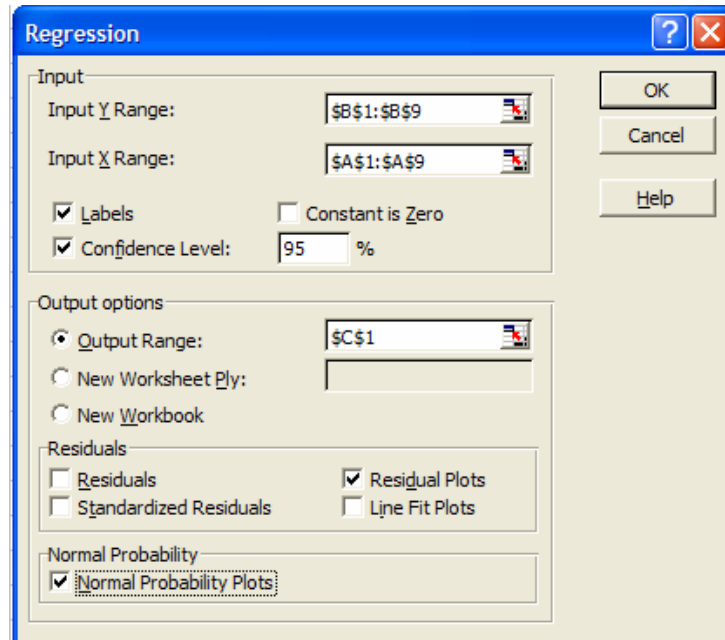 Regression
Input
Input Y Range: $B$1:$B$9
Input X Range: $A$1:$A$9
Labels Constant is Zero
Confidence Level: 95 %
OK
Cancel
Help
Output options
Output Range: $C$1
New Worksheet Ply:
New Workbook
Residuals
Residuals Residual Plots
Standardized Residuals Line Fit Plots
Normal Probability
Normal Probability Plots